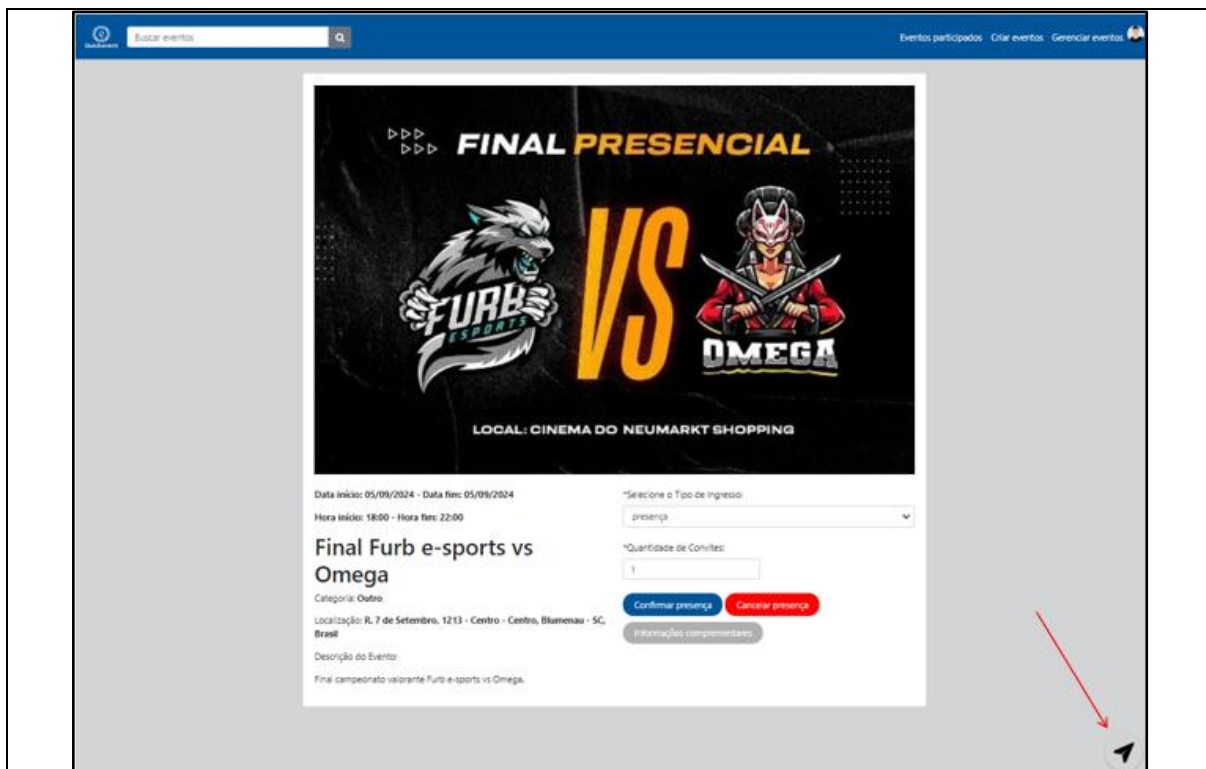 Buscar eventos
Eventos participados Criar eventos Gerenciar eventos
FINAL PRESENCIAL
FURB
ESPORTS
VS
OMEGA
LOCAL: CINEMA DO NEUMARKT SHOPPING
Data início: 05/09/2024 - Data fim: 05/09/2024
Hora início: 18:00 - Hora fim: 22:00
Final Furb e-sports vs
Omega
Categoria: Outro
Localização: R. 7 de Setembro, 1213 - Centro - Centro, Blumenau - SC,
Brasil
Descrição do Evento:
Final campeonato valorante Furb e-sports vs Omega.
*Selecione o Tipo de Ingresso:
presença
*Quantidade de Convites:
1
Confirmar presença Cancelar presença
Informações complementares